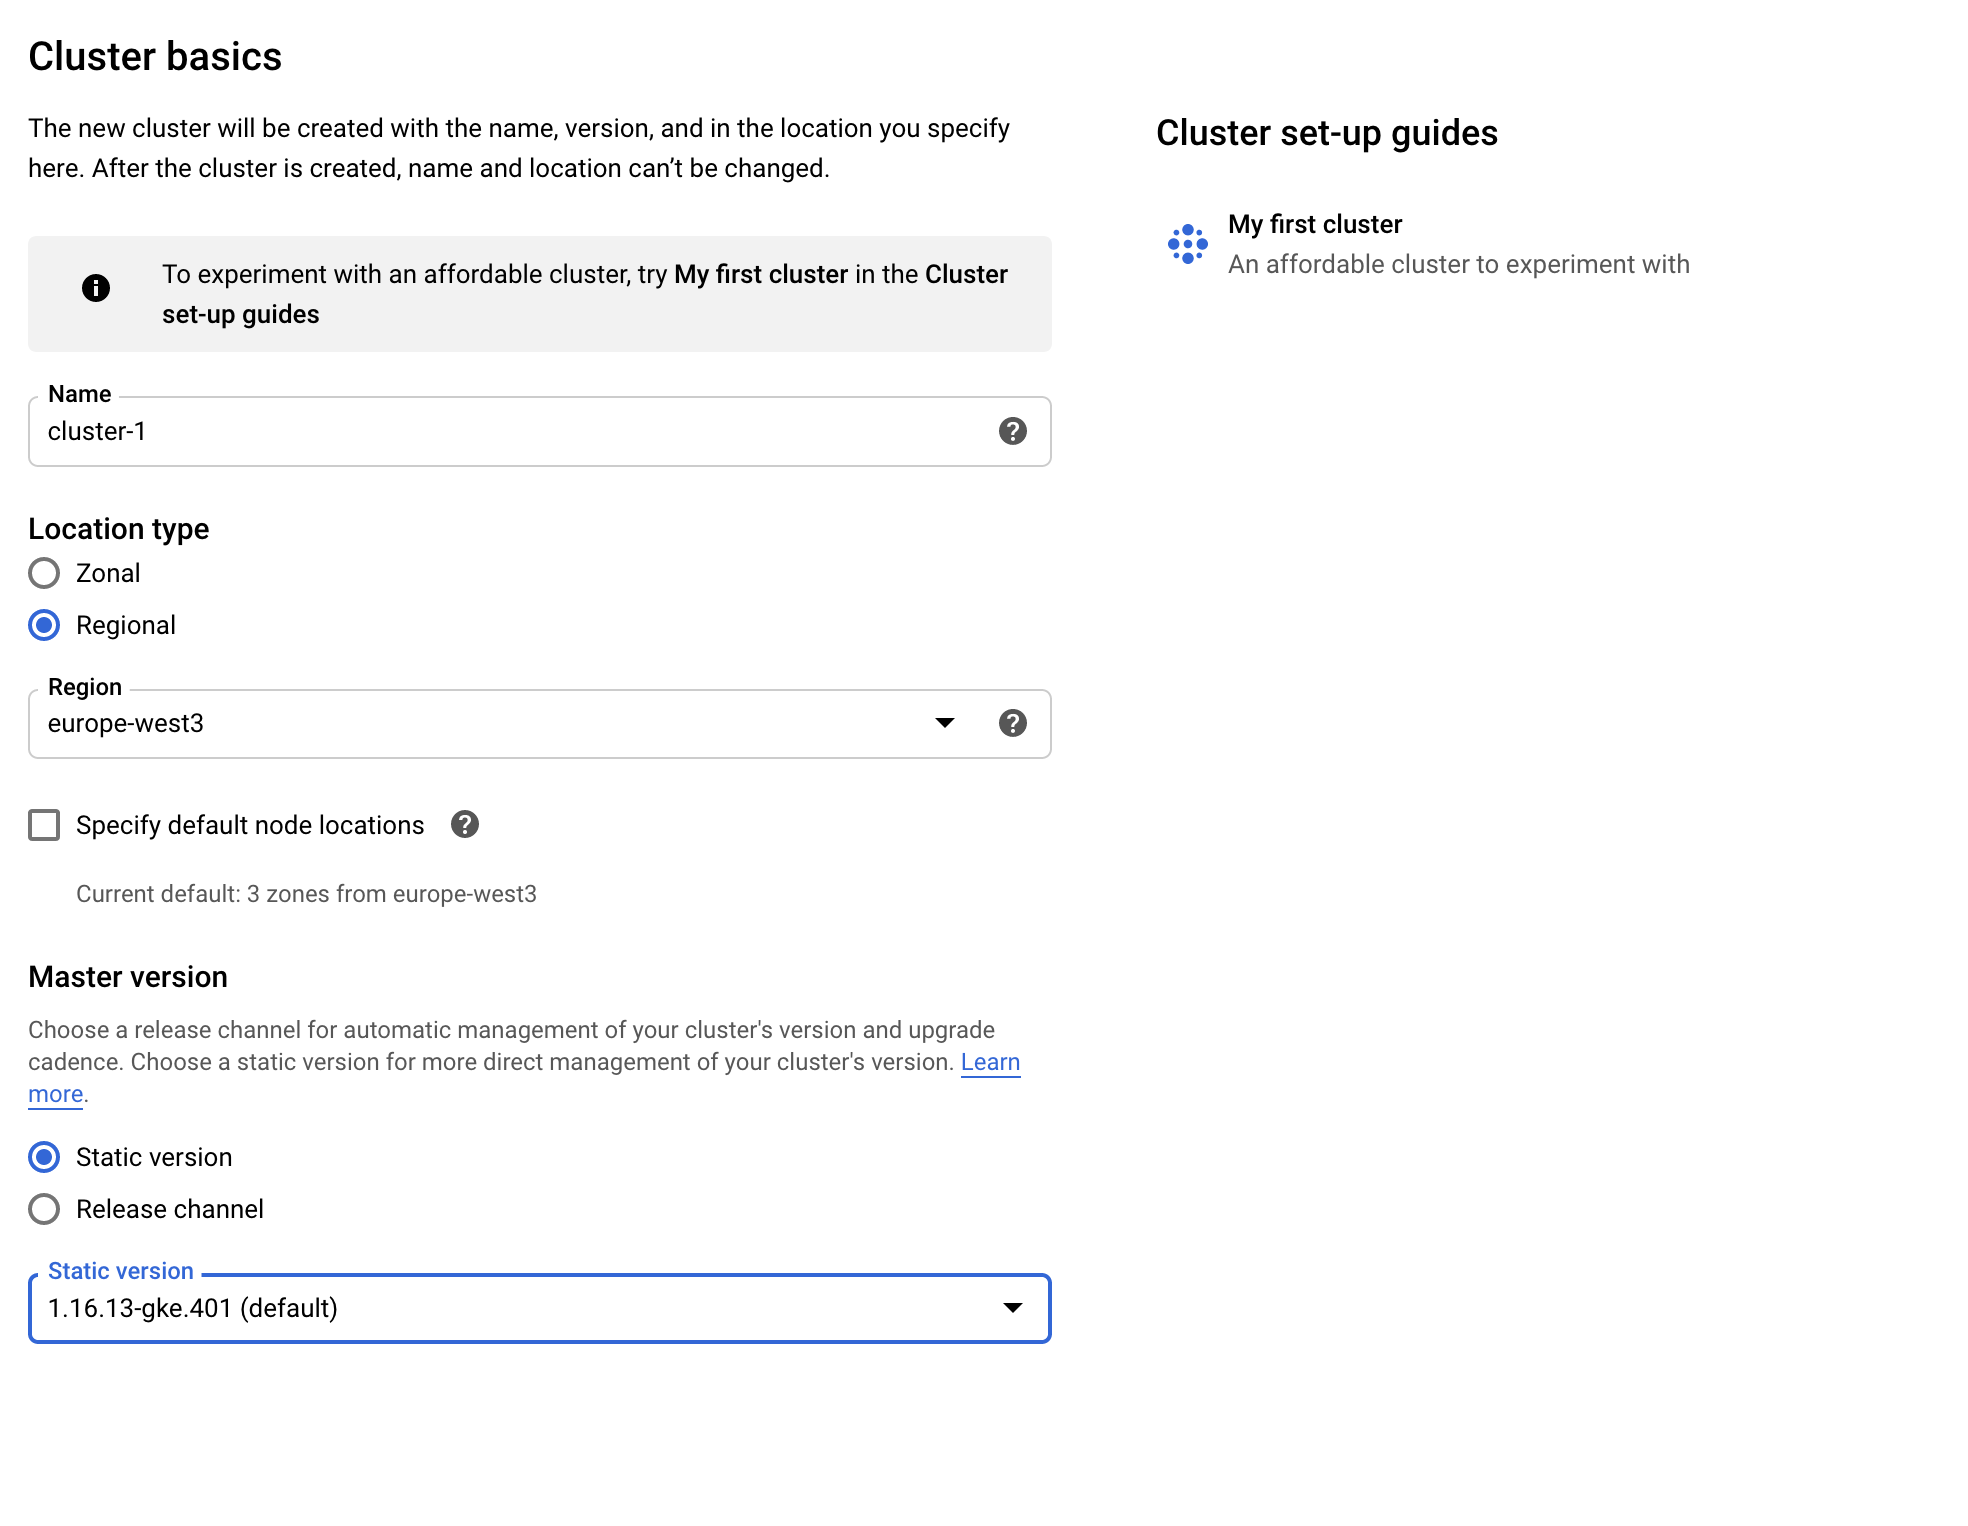 Cluster basics
The new cluster will be created with the name, version, and in the location you specify
here. After the cluster is created, name and location can’t be changed.
To experiment with an affordable cluster, try My first cluster in the Cluster
set-up guides
Name
cluster-1
Location type
Zonal
Regional
Region
europe-west3
Specify default node locations
Current default: 3 zones from europe-west3
Master version
Choose a release channel for automatic management of your cluster's version and upgrade
cadence. Choose a static version for more direct management of your cluster's version. Learn
more.
Static version
Release channel
Static version
1.16.13-gke.401 (default)
Cluster set-up guides
My first cluster
An affordable cluster to experiment with